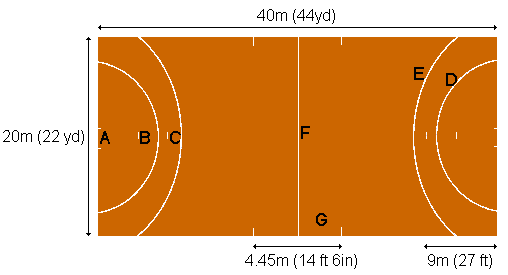 40m (44yd)
E
D
20m (22 yd)
A
B
C
F
G
4.45m (14 ft 6in)
9m (27 ft)